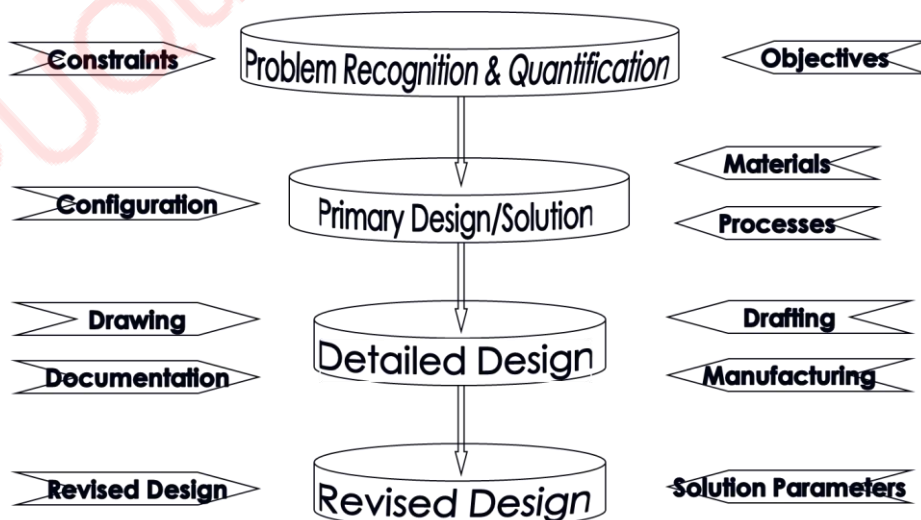 Constraints
Problem Recognition & Quantification
Objectives
Materials
Configuration
Primary Design/Solution
Processes
Drawing
Drafting
Detailed Design
Documentation
Manufacturing
Revised Design
Revised Design
Solution Parameters